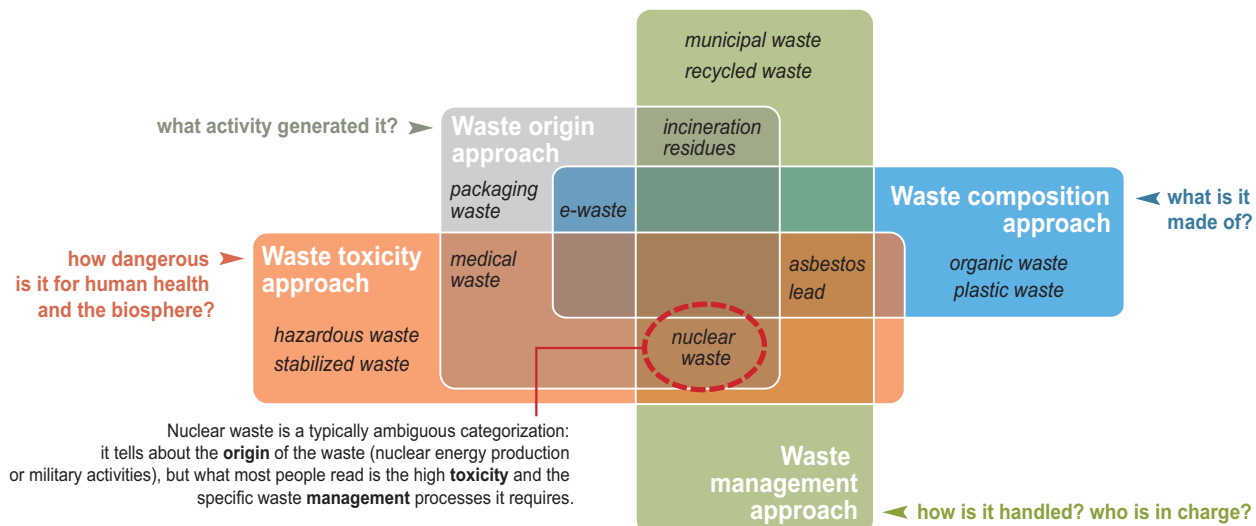 municipal waste
recycled waste
what activity generated it?
Waste origin
approach
incineration
residues
packaging
waste
e-waste
Waste composition
approach
what is it
made of?
how dangerous
is it for human health
and the biosphere?
Waste toxicity
approach
medical
waste
asbestos
lead
organic waste
plastic waste
hazardous waste
stabilized waste
nuclear
waste
Nuclear waste is a typically ambiguous categorization:
it tells about the origin of the waste (nuclear energy production
or military activities), but what most people read is the high toxicity and the
specific waste management processes it requires.
Waste
management
approach
how is it handled? who is in charge?